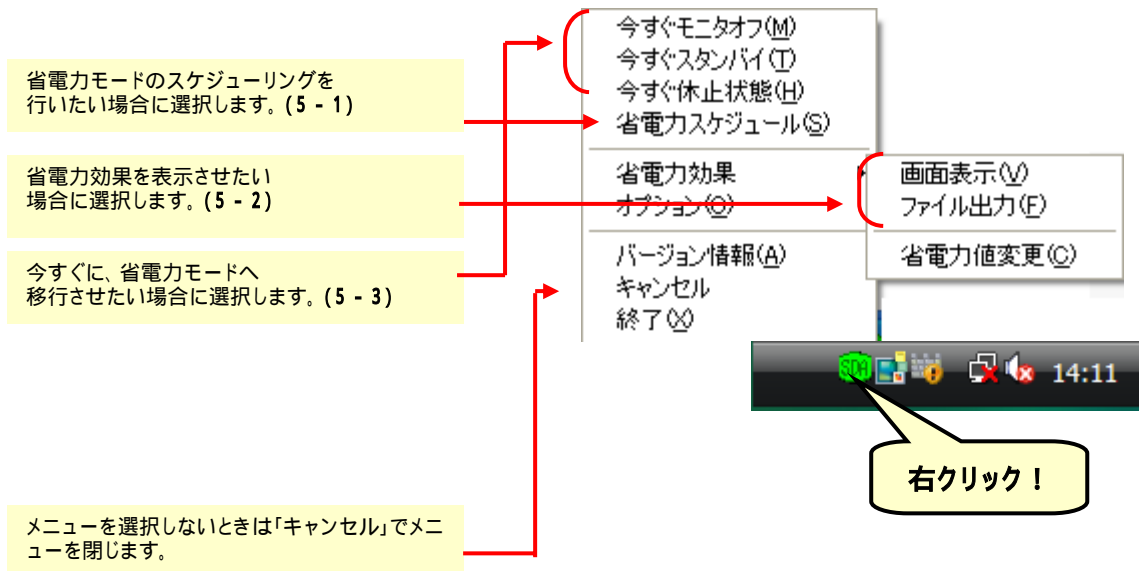 今すぐモニタオフ(M)
今すぐスタンバイ(T)
今すぐ休止状態(H)
省電力スケジュール(S)
省電力効果
オプション(O)
バージョン情報(A)
キャンセル
終了(X)
画面表示(V)
ファイル出力(F)
省電力値変更(C)
省電力モードのスケジューリングを
行いたい場合に選択します。(5 - 1)
省電力効果を表示させたい
場合に選択します。(5 - 2)
今すぐに、省電力モードへ
移行させたい場合に選択します。(5 - 3)
SDA
14:11
右クリック！
メニューを選択しないときは「キャンセル」でメニ
ューを閉じます。